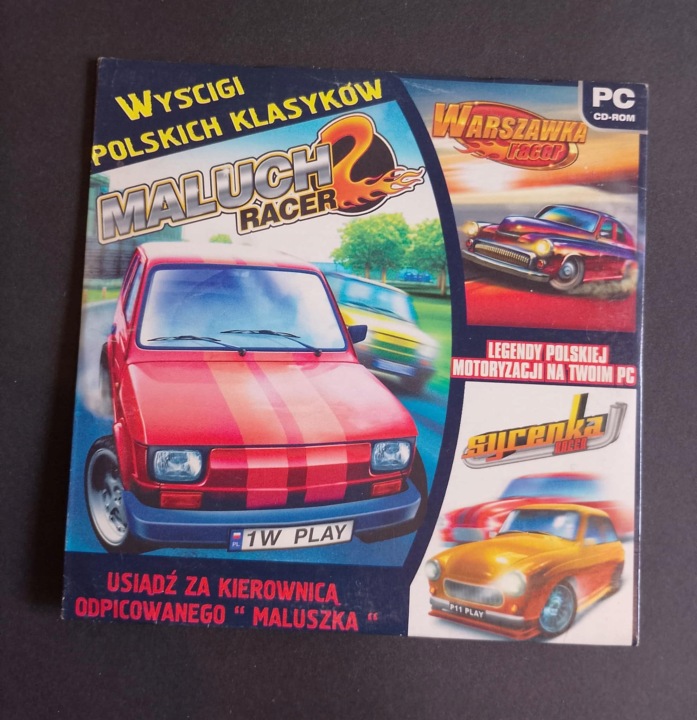 WYSCIGI
POLSKICH KLASYKÓW
MALUCH 2
RACER
WARSZAWKA
racer
PC
CD-ROM
LEGENDY POLSKIEJ
MOTORYZACJI NA TWOIM PC
syrenka
RACER
PL
1W PLAY
P11 PLAY
USIĄDŹ ZA KIEROWNICĄ
ODPICOWANEGO " MALUSZKA "